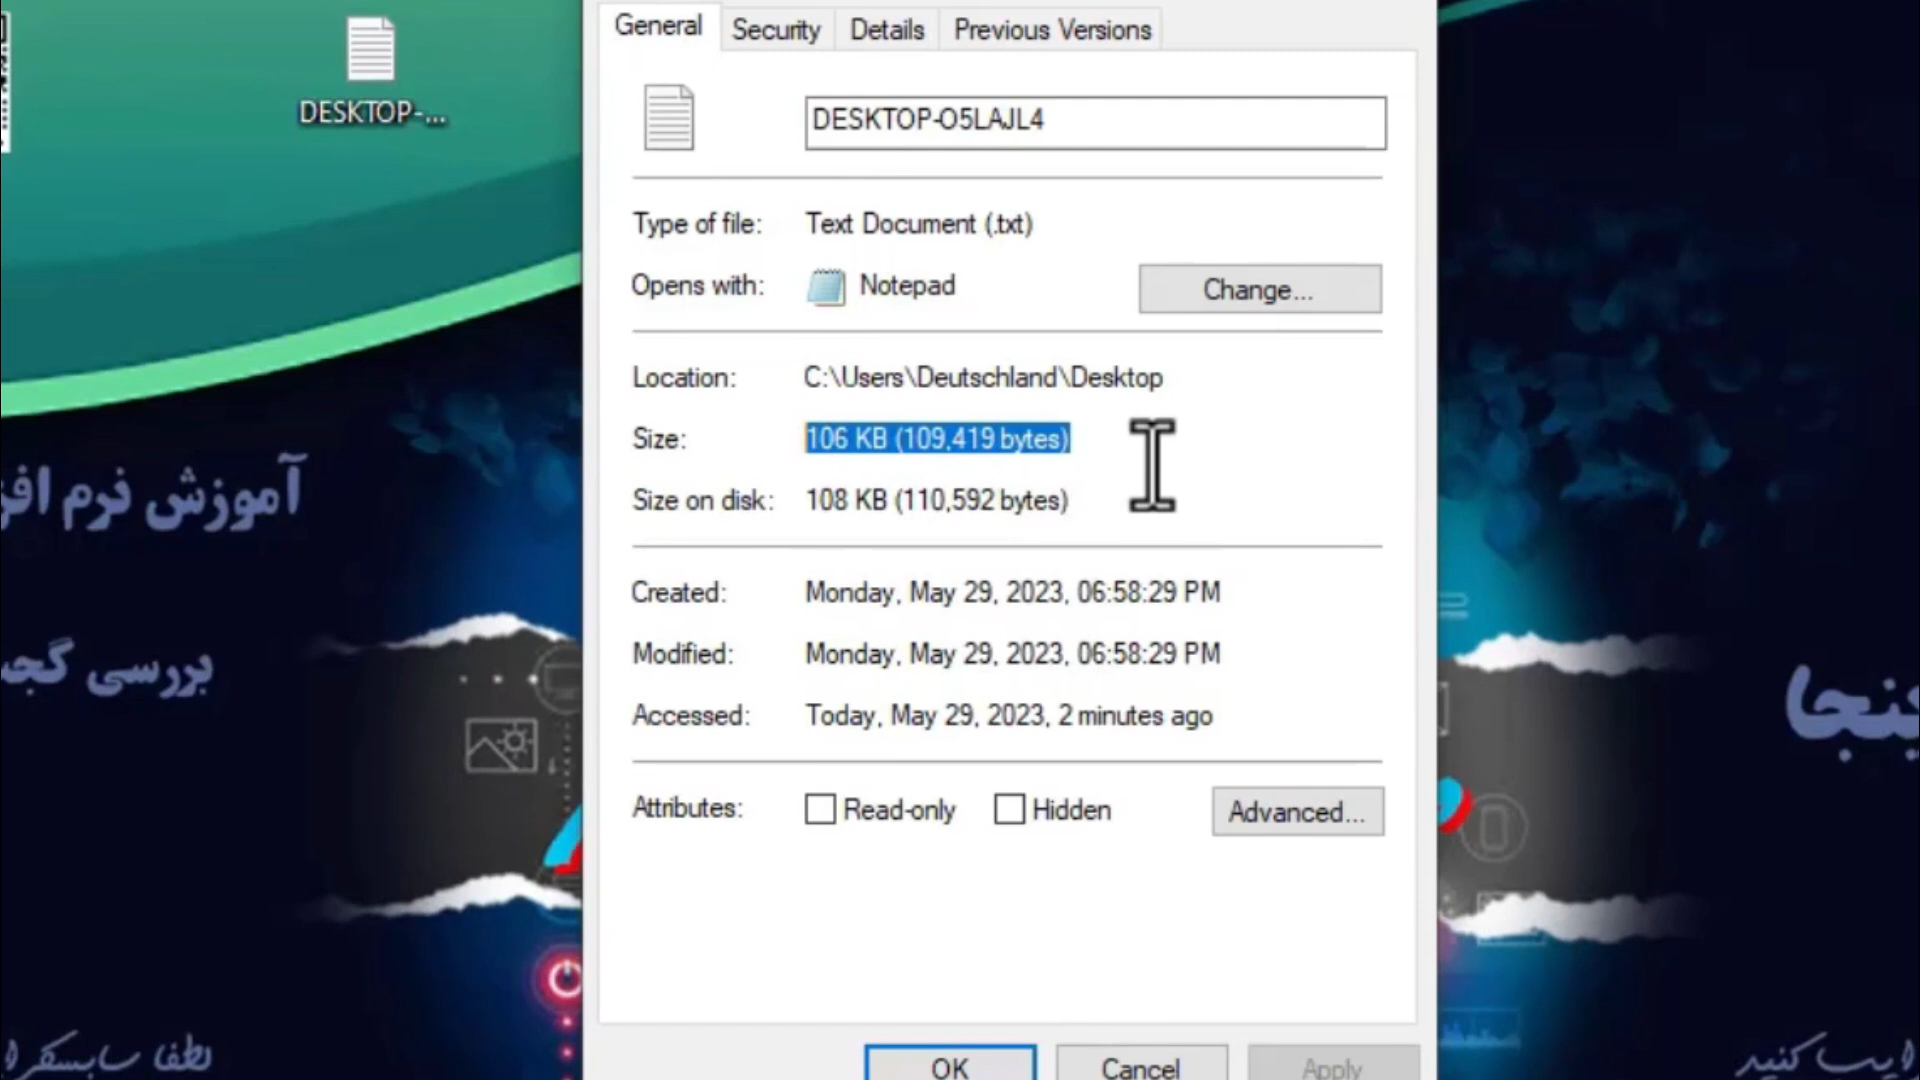 General Security Details Previous Versions
DESKTOP-...
DESKTOP-O5LAJL4
Type of file: Text Document (.txt)
Opens with: Notepad Change...
Location: C:\Users\Deutschland\Desktop
Size: 106 KB (109,419 bytes)
Size on disk: 108 KB (110,592 bytes)
Created: Monday, May 29, 2023, 06:58:29 PM
Modified: Monday, May 29, 2023, 06:58:29 PM
Accessed: Today, May 29, 2023, 2 minutes ago
Attributes: Read-only Hidden Advanced...
OK Cancel Apply
آموزش نرم
بررسی
لطفا
کنید